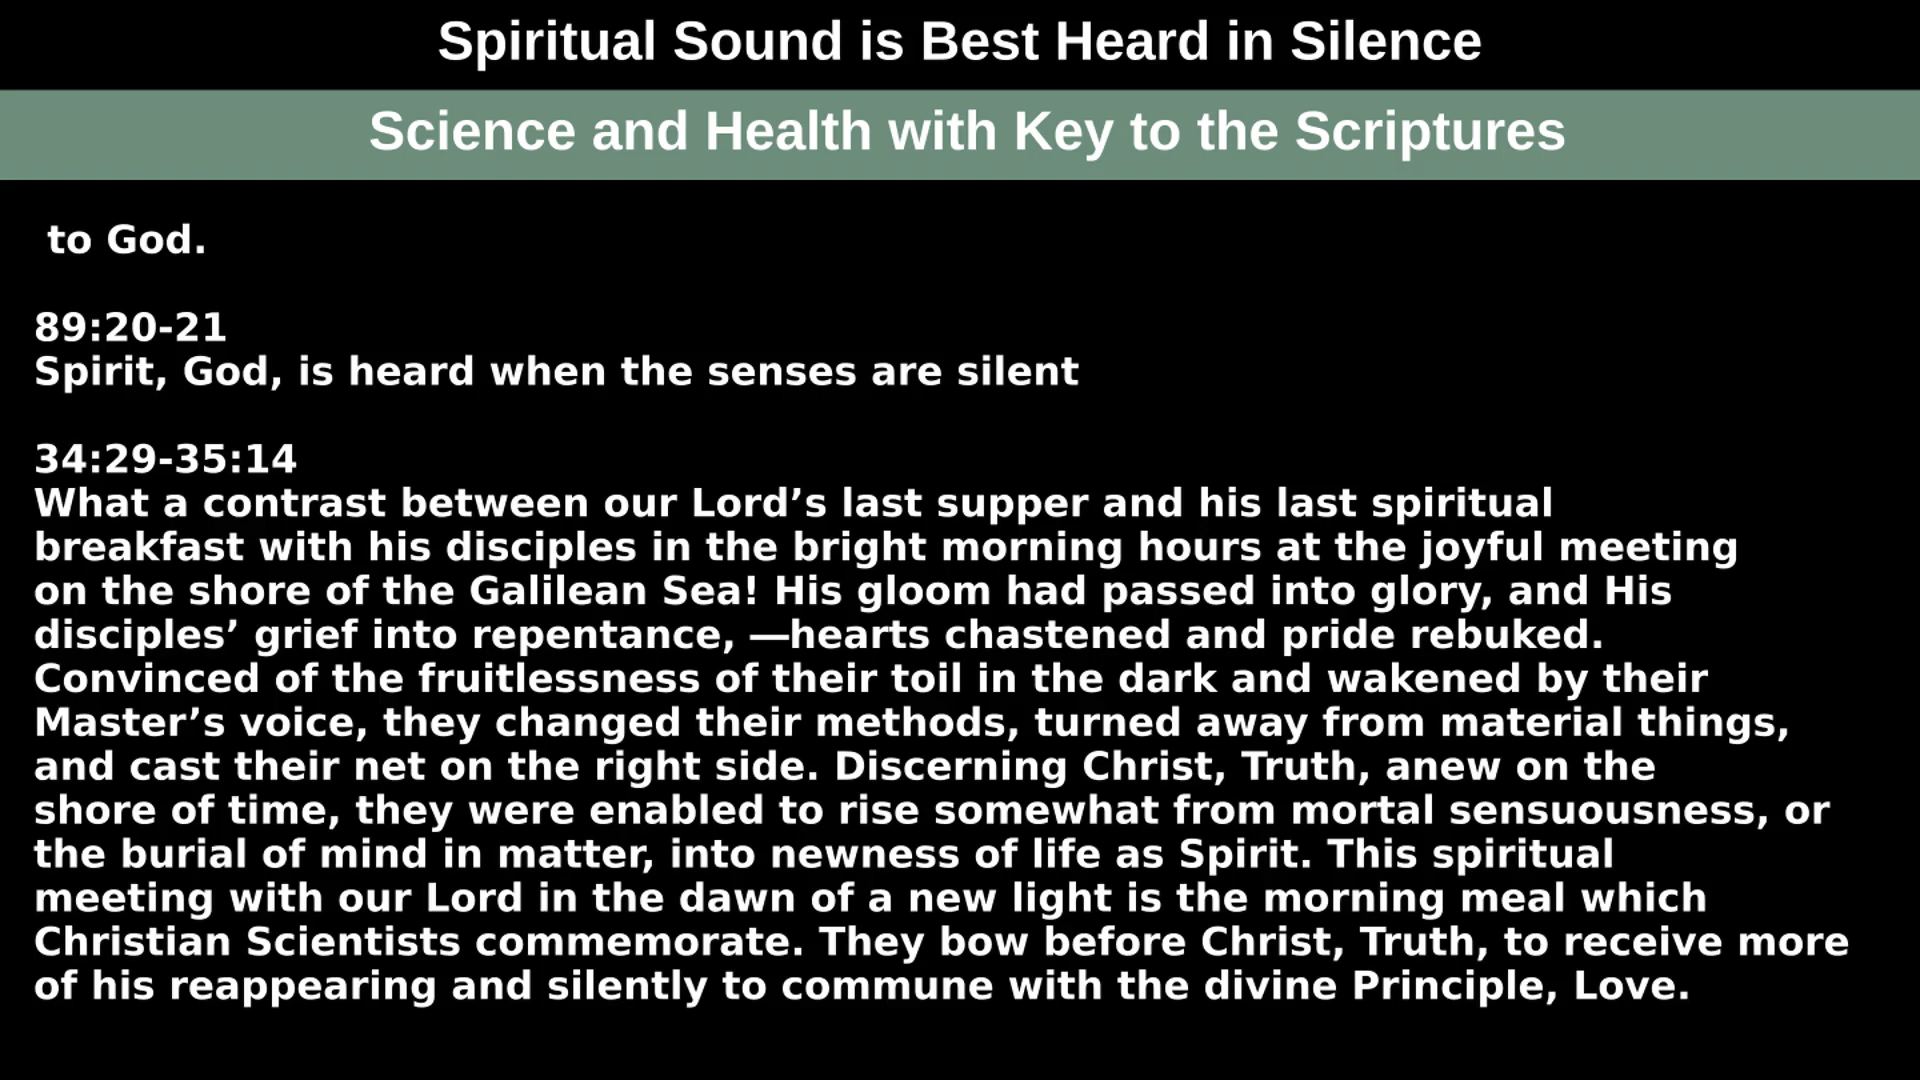 Spiritual Sound is Best Heard in Silence
Science and Health with Key to the Scriptures
to God.
89:20-21
Spirit, God, is heard when the senses are silent
34:29-35:14
What a contrast between our Lord’s last supper and his last spiritual
breakfast with his disciples in the bright morning hours at the joyful meeting
on the shore of the Galilean Sea! His gloom had passed into glory, and His
disciples’ grief into repentance, —hearts chastened and pride rebuked.
Convinced of the fruitlessness of their toil in the dark and wakened by their
Master’s voice, they changed their methods, turned away from material things,
and cast their net on the right side. Discerning Christ, Truth, anew on the
shore of time, they were enabled to rise somewhat from mortal sensuousness, or
the burial of mind in matter, into newness of life as Spirit. This spiritual
meeting with our Lord in the dawn of a new light is the morning meal which
Christian Scientists commemorate. They bow before Christ, Truth, to receive more
of his reappearing and silently to commune with the divine Principle, Love.